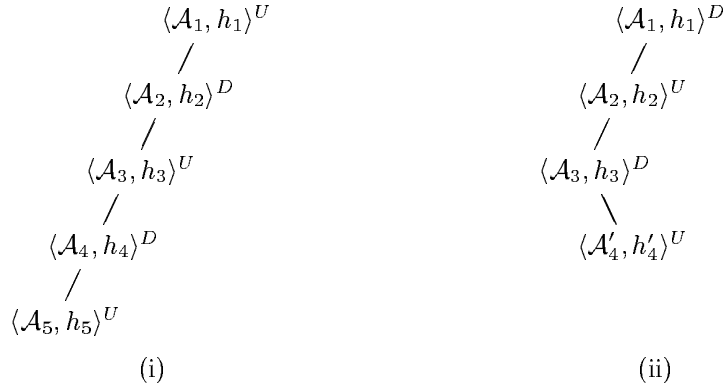 ⟨𝒜₁, h₁⟩ᵁ ⟨𝒜₁, h₁⟩ᴰ
⟨𝒜₂, h₂⟩ᴰ ⟨𝒜₂, h₂⟩ᵁ
⟨𝒜₃, h₃⟩ᵁ ⟨𝒜₃, h₃⟩ᴰ
⟨𝒜₄, h₄⟩ᴰ ⟨𝒜′₄, h′₄⟩ᵁ
⟨𝒜₅, h₅⟩ᵁ
(i) (ii)